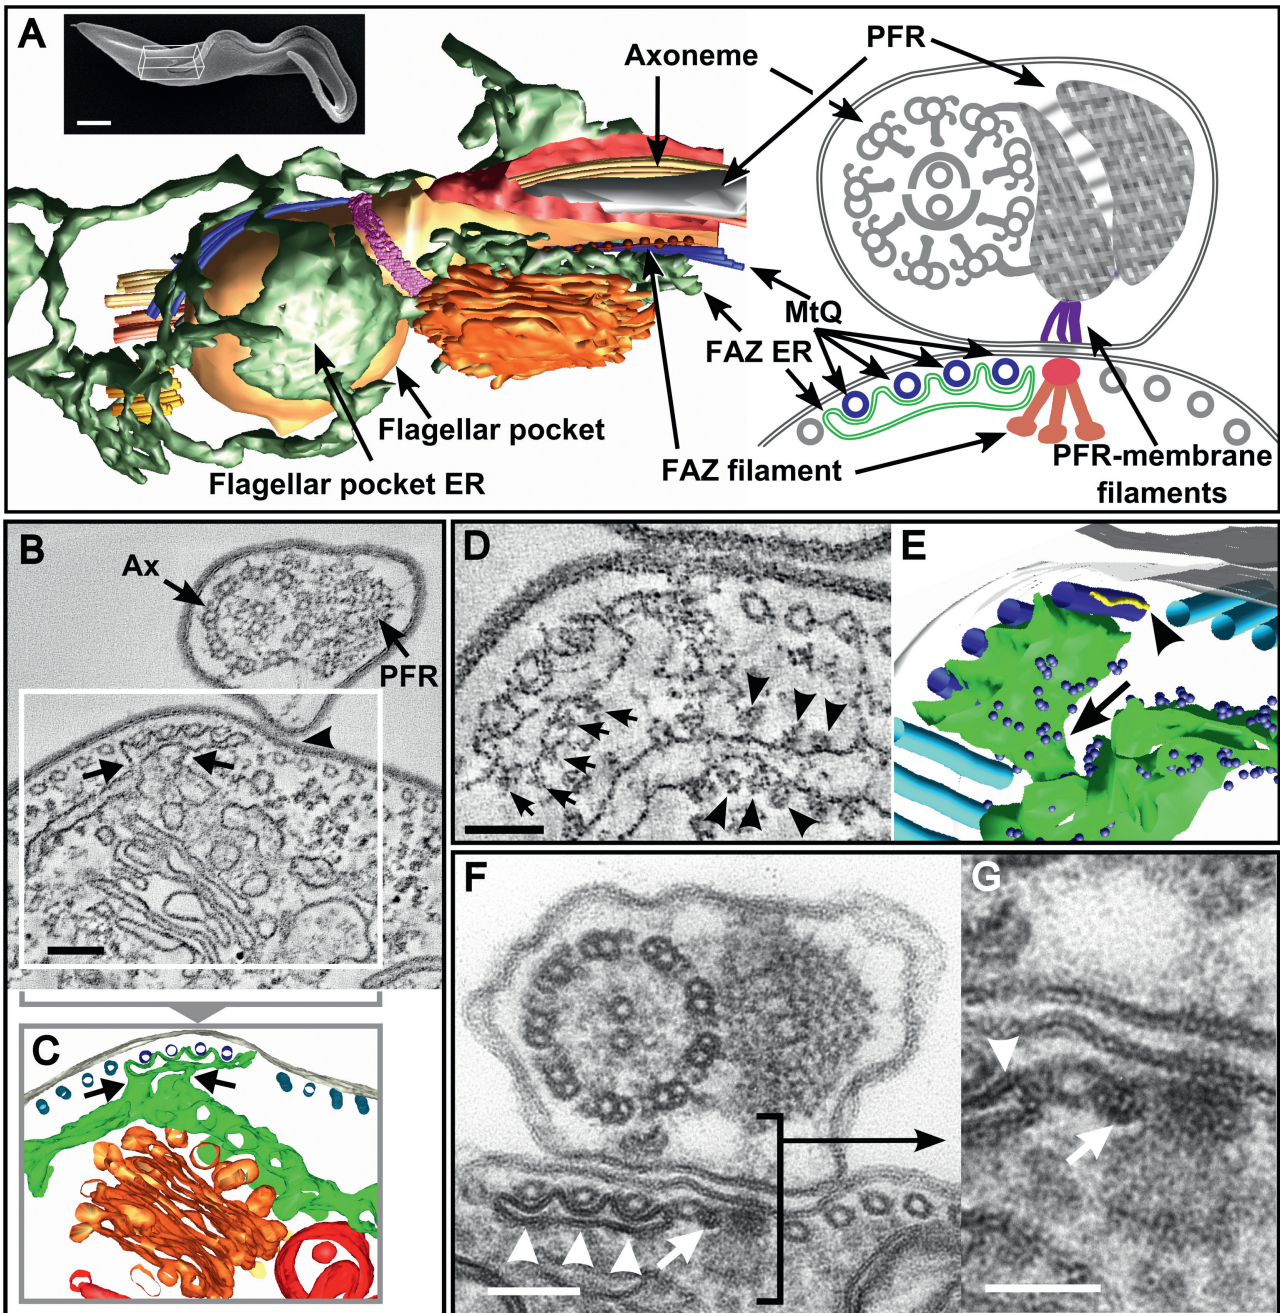 A
Axoneme
PFR
MtQ
FAZ ER
Flagellar pocket
FAZ filament
Flagellar pocket ER
PFR-membrane
filaments
B
Ax
PFR
C
D
E
F
G